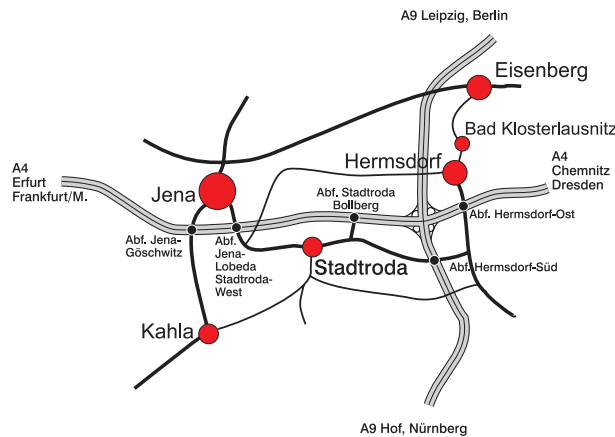 A9 Leipzig, Berlin
Eisenberg
Bad Klosterlausnitz
Hermsdorf
A4
Chemnitz
Dresden
A4
Erfurt
Frankfurt/M.
Jena
Abf. Stadtroda
Bollberg
Abf. Hermsdorf-Ost
Abf. Jena-
Göschwitz
Abf.
Jena-
Lobeda
Stadtroda-
West
Stadtroda
Abf. Hermsdorf-Süd
Kahla
A9 Hof, Nürnberg